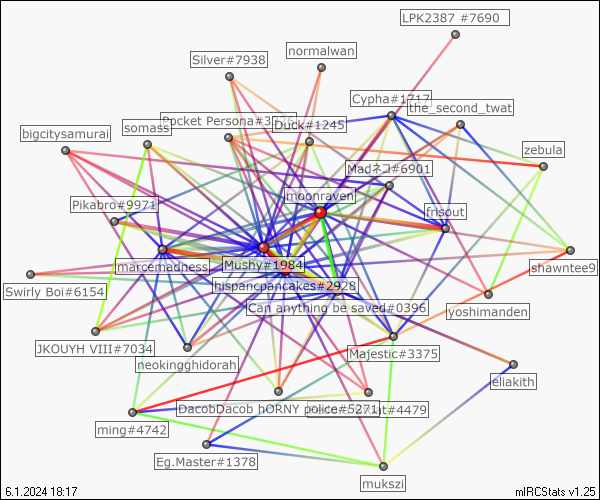 LPK2387 #7690
normalwan
Silver#7938
Cypha#1717
the_second_twat
Pocket Persona#3
Duck#1245
somass
bigcitysamurai
zebula
Madネコ#6901
moonraven
Pikabro#9971
frisout
marcemadness
Mushy#1984
shawntee9
hispancpancakes#2928
Swirly Boi#6154
Can anything be saved#0396
yoshimanden
JKOUYH VIII#7034
Majestic#3375
neokingghidorah
eliakith
DacobDacob hORNY police#5271
#4479
ming#4742
Eg.Master#1378
mukszi
6.1.2024 18:17
mIRCStats v1.25